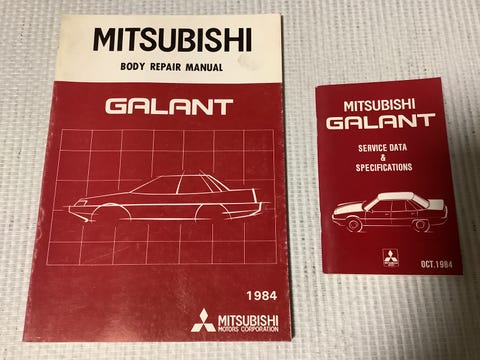 MITSUBISHI
BODY REPAIR MANUAL
GALANT
1984
MITSUBISHI
MOTORS CORPORATION
MITSUBISHI
GALANT
SERVICE DATA
&
SPECIFICATIONS
OCT.1984